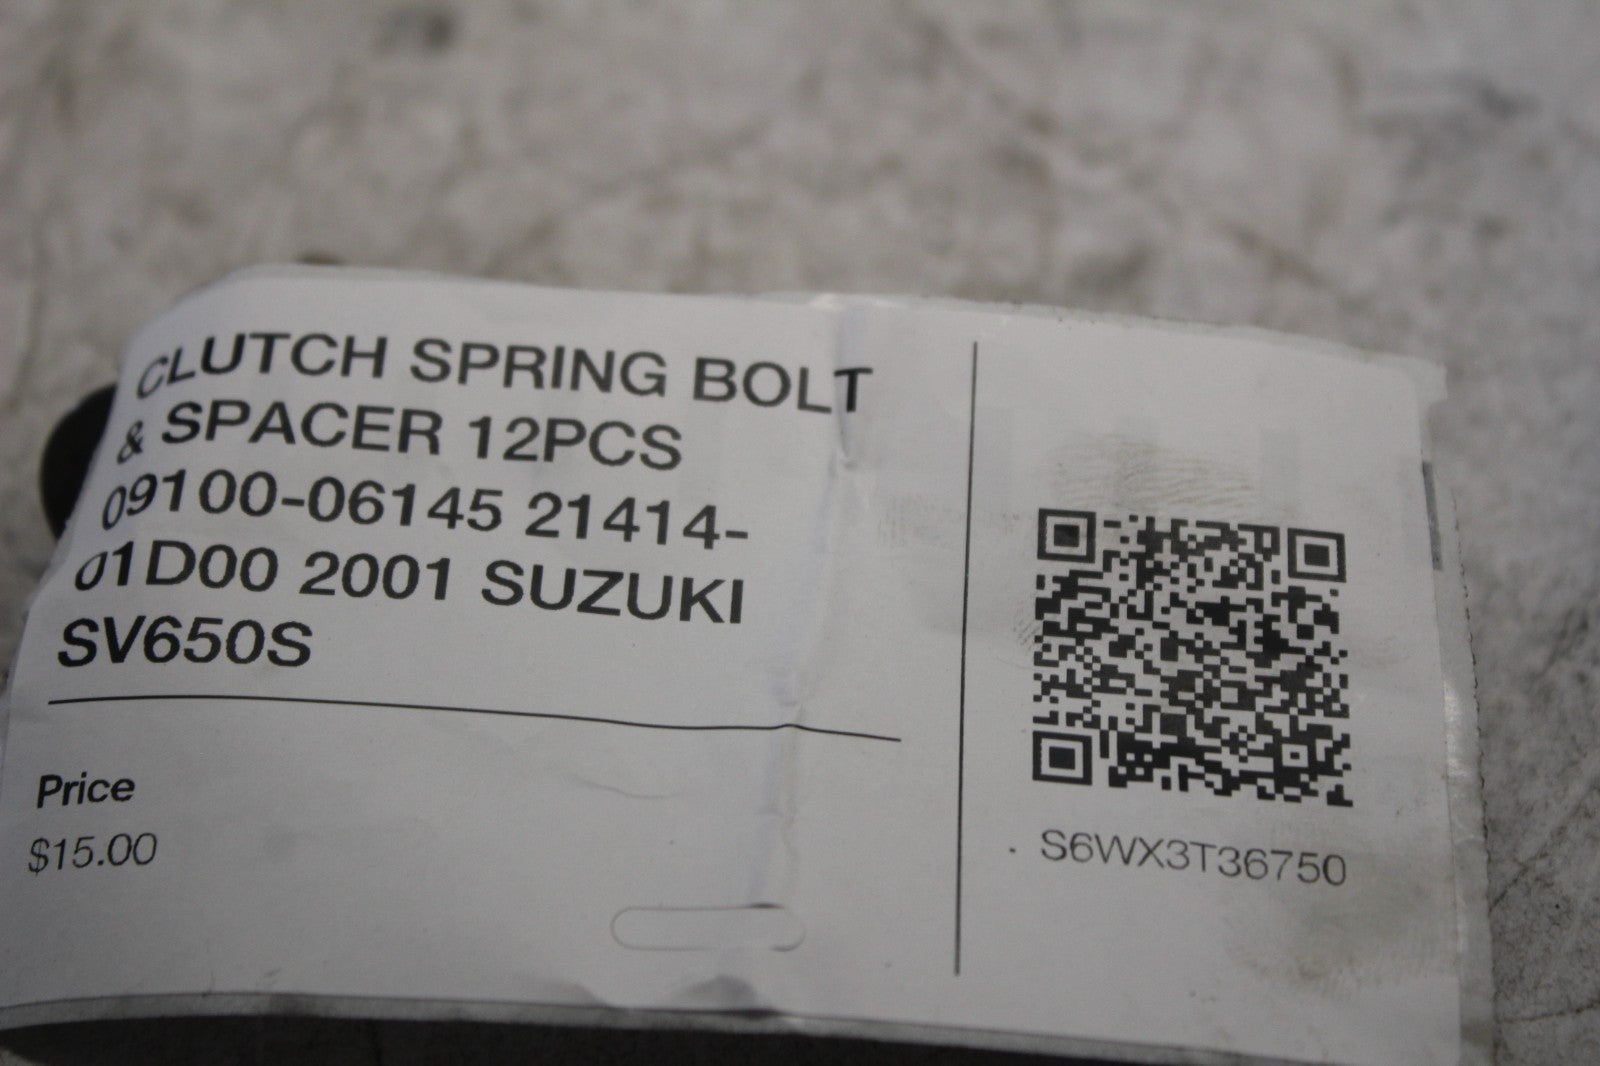 CLUTCH SPRING BOLT
& SPACER 12PCS
09100-06145 21414-
01D00 2001 SUZUKI
SV650S
Price
$15.00
S6WX3T36750